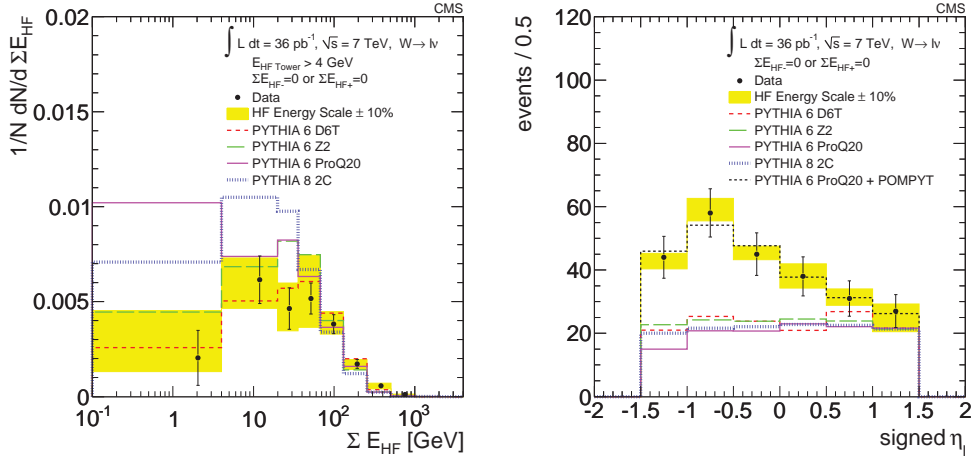 CMS
∫ L dt = 36 pb⁻¹, √s = 7 TeV, W→ lν
E_HF Tower > 4 GeV
ΣE_HF-=0 or ΣE_HF+=0
Data
HF Energy Scale ± 10%
PYTHIA 6 D6T
PYTHIA 6 Z2
PYTHIA 6 ProQ20
PYTHIA 8 2C
1/N dN/d ΣE_HF
0.02
0.015
0.01
0.005
0
10⁻¹ 1 10 10² 10³
Σ E_HF [GeV]
CMS
∫ L dt = 36 pb⁻¹, √s = 7 TeV, W→ lν
ΣE_HF-=0 or ΣE_HF+=0
Data
HF Energy Scale ± 10%
PYTHIA 6 D6T
PYTHIA 6 Z2
PYTHIA 6 ProQ20
PYTHIA 8 2C
PYTHIA 6 ProQ20 + POMPYT
events / 0.5
120
100
80
60
40
20
0
-2 -1.5 -1 -0.5 0 0.5 1 1.5 2
signed η_l